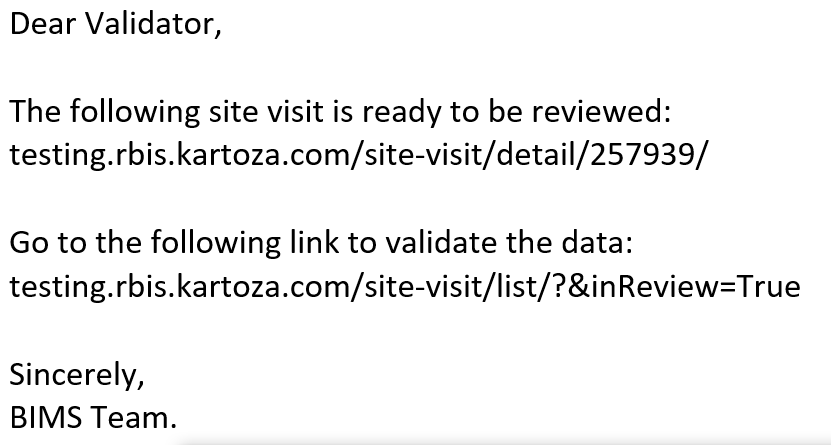 Dear Validator,
The following site visit is ready to be reviewed:
testing.rbis.kartoza.com/site-visit/detail/257939/
Go to the following link to validate the data:
testing.rbis.kartoza.com/site-visit/list/?&inReview=True
Sincerely,
BIMS Team.